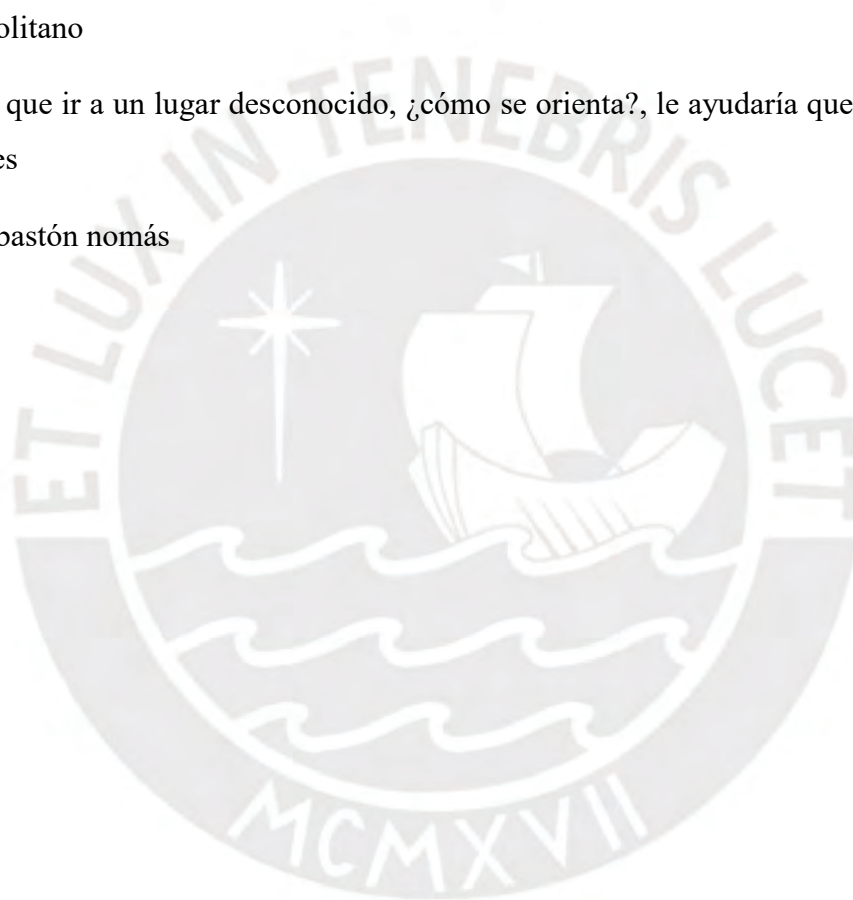 olitano
que ir a un lugar desconocido, ¿cómo se orienta?, le ayudaría que
es
bastón nomás
ET LUX IN TENEBRIS LUCET
MCMXVII